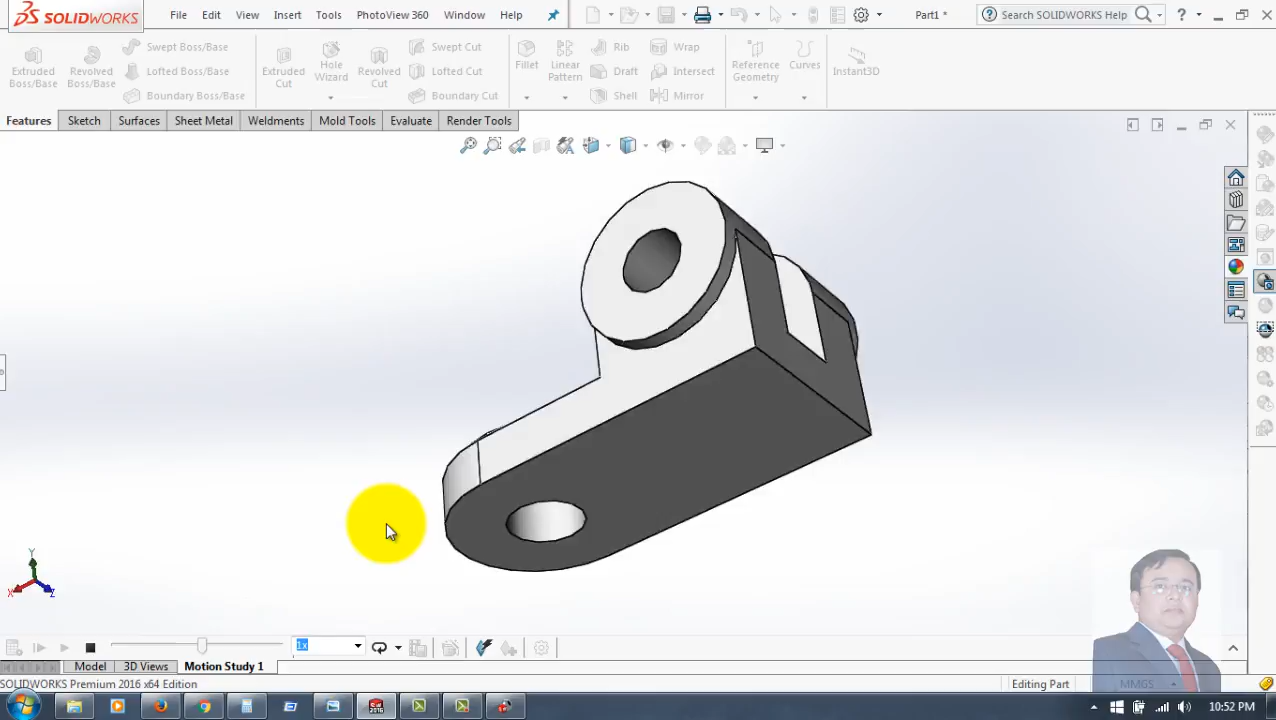 SOLIDWORKS File Edit View Insert Tools PhotoView 360 Window Help Part1 * Search SOLIDWORKS Help ?
Extruded Boss/Base
Revolved Boss/Base
Swept Boss/Base
Lofted Boss/Base
Boundary Boss/Base
Extruded Cut
Hole Wizard
Revolved Cut
Swept Cut
Lofted Cut
Boundary Cut
Fillet
Linear Pattern
Rib
Draft
Shell
Wrap
Intersect
Mirror
Reference Geometry
Curves
Instant3D
Features Sketch Surfaces Sheet Metal Weldments Mold Tools Evaluate Render Tools
Y
X
Z
1x
Model 3D Views Motion Study 1
SOLIDWORKS Premium 2016 x64 Edition Editing Part MMGS
2016
10:52 PM